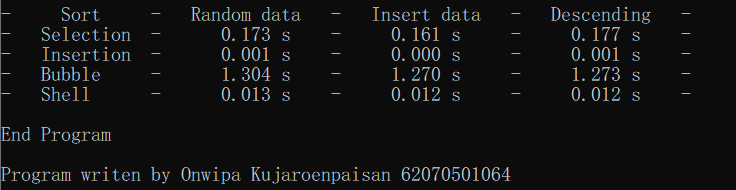 -     Sort     -   Random data   -   Insert data   -   Descending   -
-   Selection  -      0.173 s    -     0.161 s     -     0.177 s    -
-   Insertion  -      0.001 s    -     0.000 s     -     0.001 s    -
-   Bubble     -      1.304 s    -     1.270 s     -     1.273 s    -
-   Shell      -      0.013 s    -     0.012 s     -     0.012 s    -
End Program
Program writen by Onwipa Kujaroenpaisan 62070501064